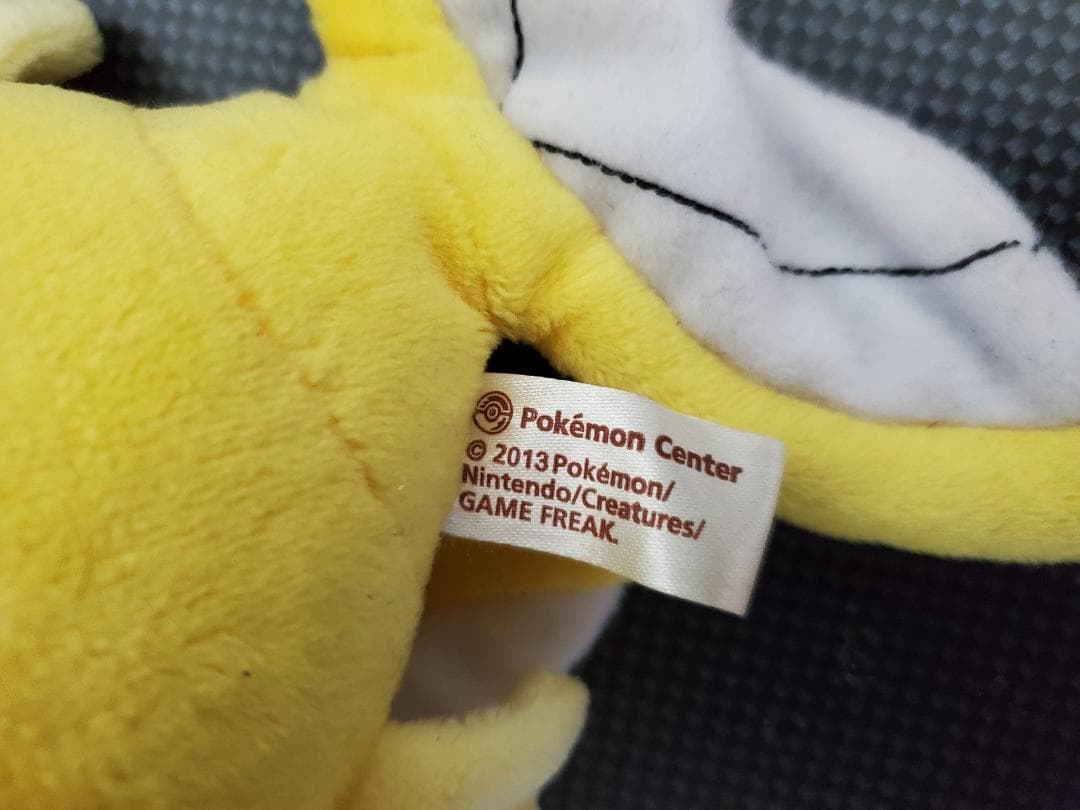 Pokémon Center
© 2013 Pokémon/
Nintendo/Creatures/
GAME FREAK.